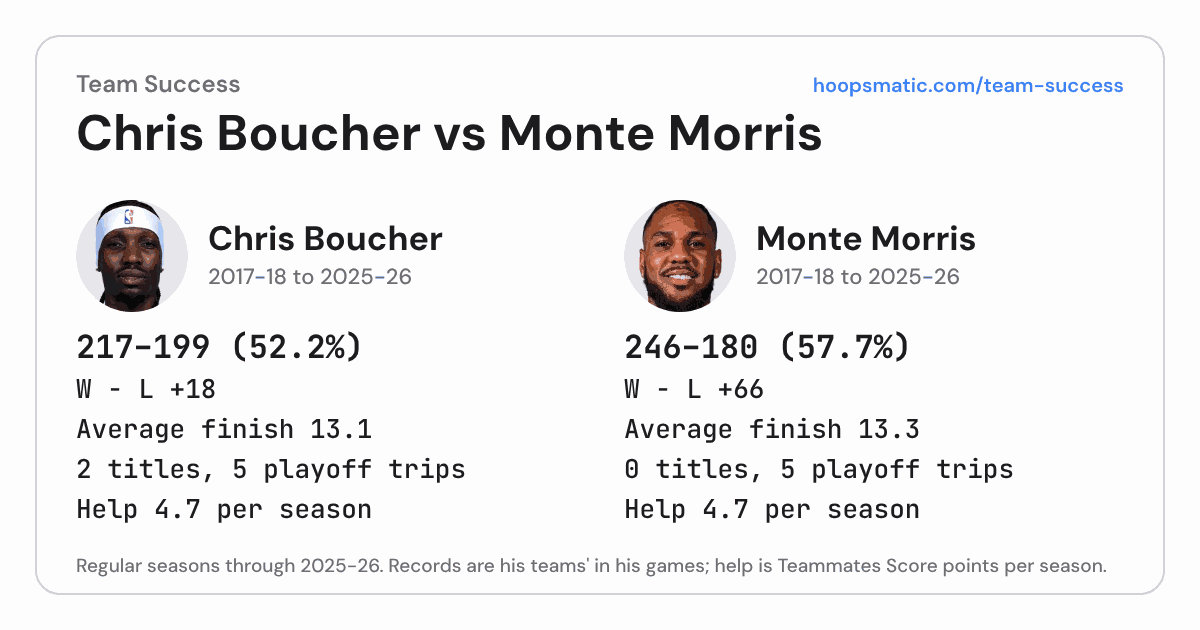 Team Success
hoopsmatic.com/team-success
Chris Boucher vs Monte Morris
Chris Boucher
2017-18 to 2025-26
217-199 (52.2%)
W - L +18
Average finish 13.1
2 titles, 5 playoff trips
Help 4.7 per season
Monte Morris
2017-18 to 2025-26
246-180 (57.7%)
W - L +66
Average finish 13.3
0 titles, 5 playoff trips
Help 4.7 per season
Regular seasons through 2025-26. Records are his teams' in his games; help is Teammates Score points per season.